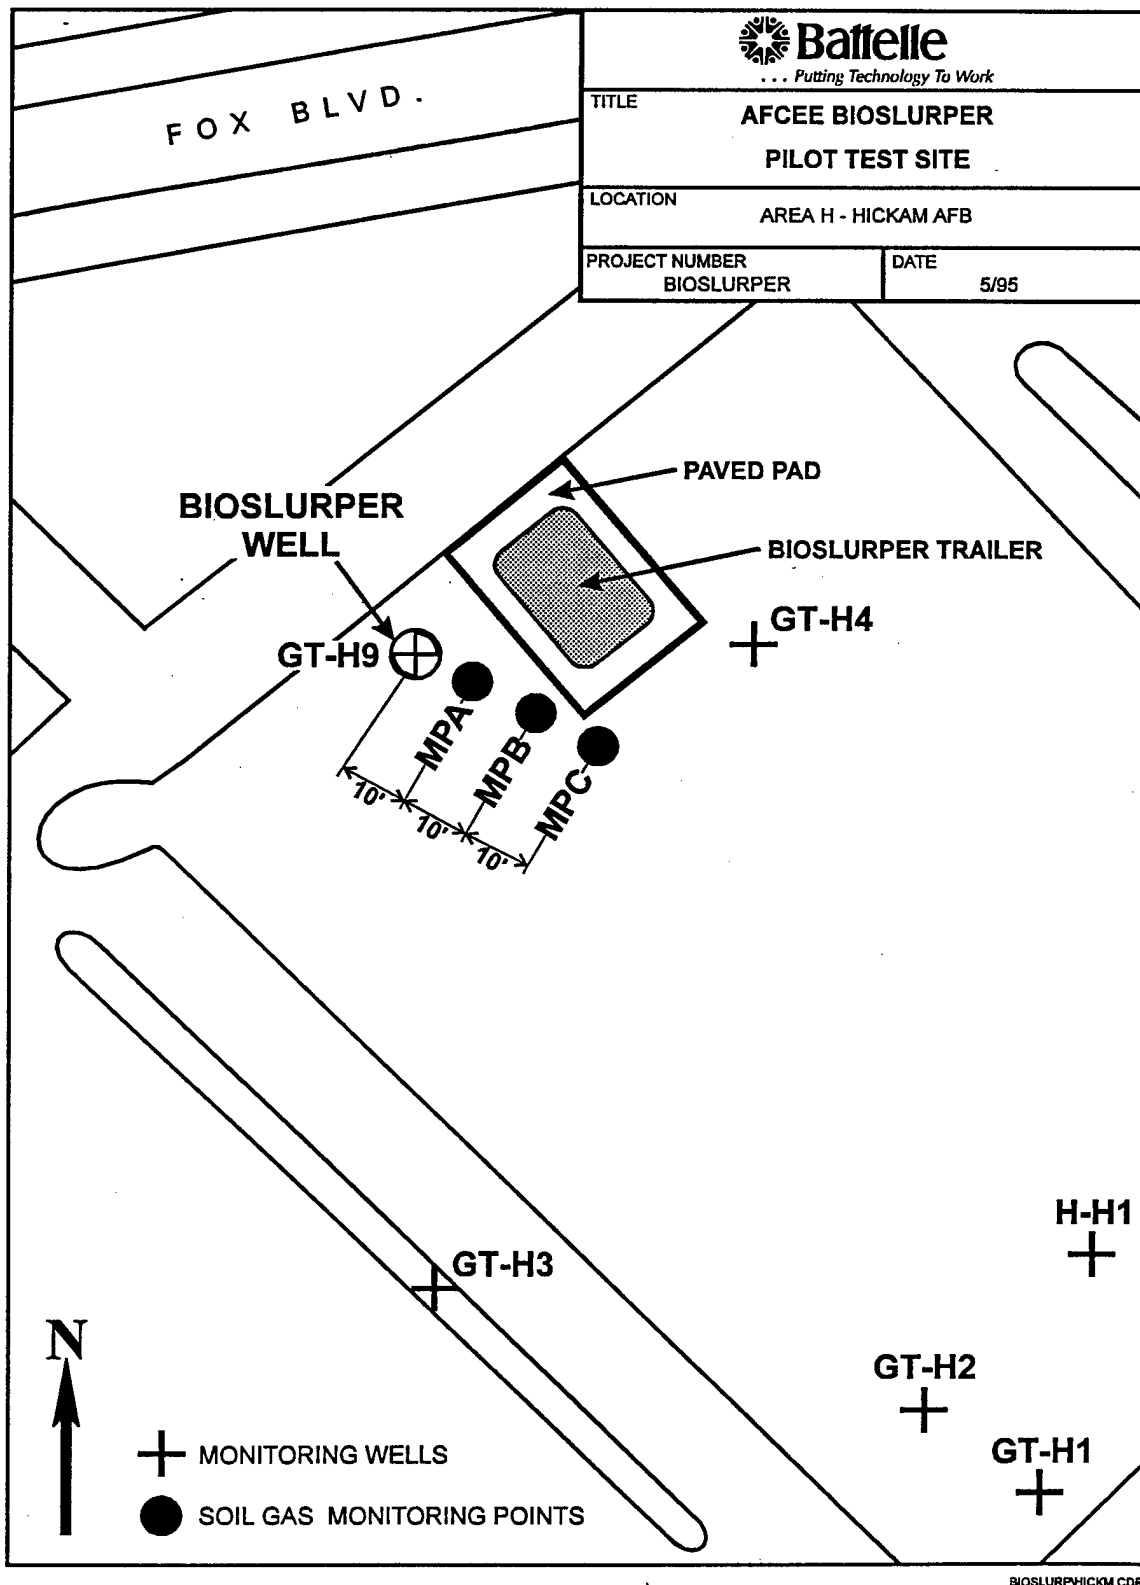 Battelle
... Putting Technology To Work
TITLE
AFCEE BIOSLURPER
PILOT TEST SITE
LOCATION
AREA H - HICKAM AFB
PROJECT NUMBER
BIOSLURPER
DATE
5/95
FOX BLVD.
PAVED PAD
BIOSLURPER
WELL
BIOSLURPER TRAILER
GT-H4
GT-H9
MPA
MPB
MPC
10'
10'
10'
H-H1
GT-H3
GT-H2
GT-H1
N
MONITORING WELLS
SOIL GAS MONITORING POINTS